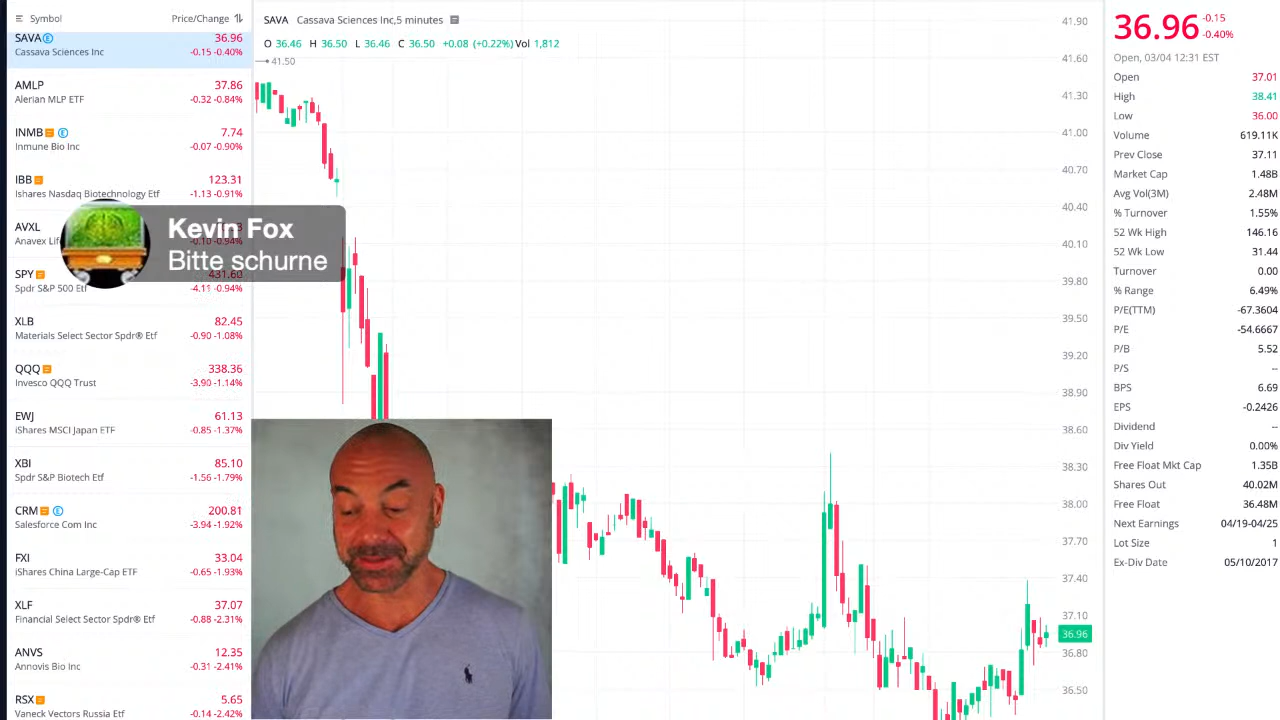 Symbol Price/Change
SAVA 36.96
Cassava Sciences Inc -0.15 -0.40%
AMLP 37.86
Alerian MLP ETF -0.32 -0.84%
INMB 7.74
Inmune Bio Inc -0.07 -0.90%
IBB 123.31
Ishares Nasdaq Biotechnology Etf -1.13 -0.91%
AVXL
Anavex -0.10 -0.94%
SPY 431.60
Spdr S&P 500 Etf -4.11 -0.94%
XLB 82.45
Materials Select Sector Spdr® Etf -0.90 -1.08%
QQQ 338.36
Invesco QQQ Trust -3.90 -1.14%
EWJ 61.13
iShares MSCI Japan ETF -0.85 -1.37%
XBI 85.10
Spdr S&P Biotech Etf -1.56 -1.79%
CRM 200.81
Salesforce Com Inc -3.94 -1.92%
FXI 33.04
iShares China Large-Cap ETF -0.65 -1.93%
XLF 37.07
Financial Select Sector Spdr® Etf -0.88 -2.31%
ANVS 12.35
Annovis Bio Inc -0.31 -2.41%
RSX 5.65
Vaneck Vectors Russia Etf -0.14 -2.42%
Kevin Fox
Bitte schurne
SAVA Cassava Sciences Inc,5 minutes
O 36.46 H 36.50 L 36.46 C 36.50 +0.08 (+0.22%) Vol 1,812
41.50
41.90
41.60
41.30
41.00
40.70
40.40
40.10
39.80
39.50
39.20
38.90
38.60
38.30
38.00
37.70
37.40
37.10
36.96
36.80
36.50
36.96 -0.15
-0.40%
Open, 03/04 12:31 EST
Open 37.01
High 38.41
Low 36.00
Volume 619.11K
Prev Close 37.11
Market Cap 1.48B
Avg Vol(3M) 2.48M
% Turnover 1.55%
52 Wk High 146.16
52 Wk Low 31.44
Turnover 0.00
% Range 6.49%
P/E(TTM) -67.3604
P/E -54.6667
P/B 5.52
P/S --
BPS 6.69
EPS -0.2426
Dividend --
Div Yield 0.00%
Free Float Mkt Cap 1.35B
Shares Out 40.02M
Free Float 36.48M
Next Earnings 04/19-04/25
Lot Size 1
Ex-Div Date 05/10/2017